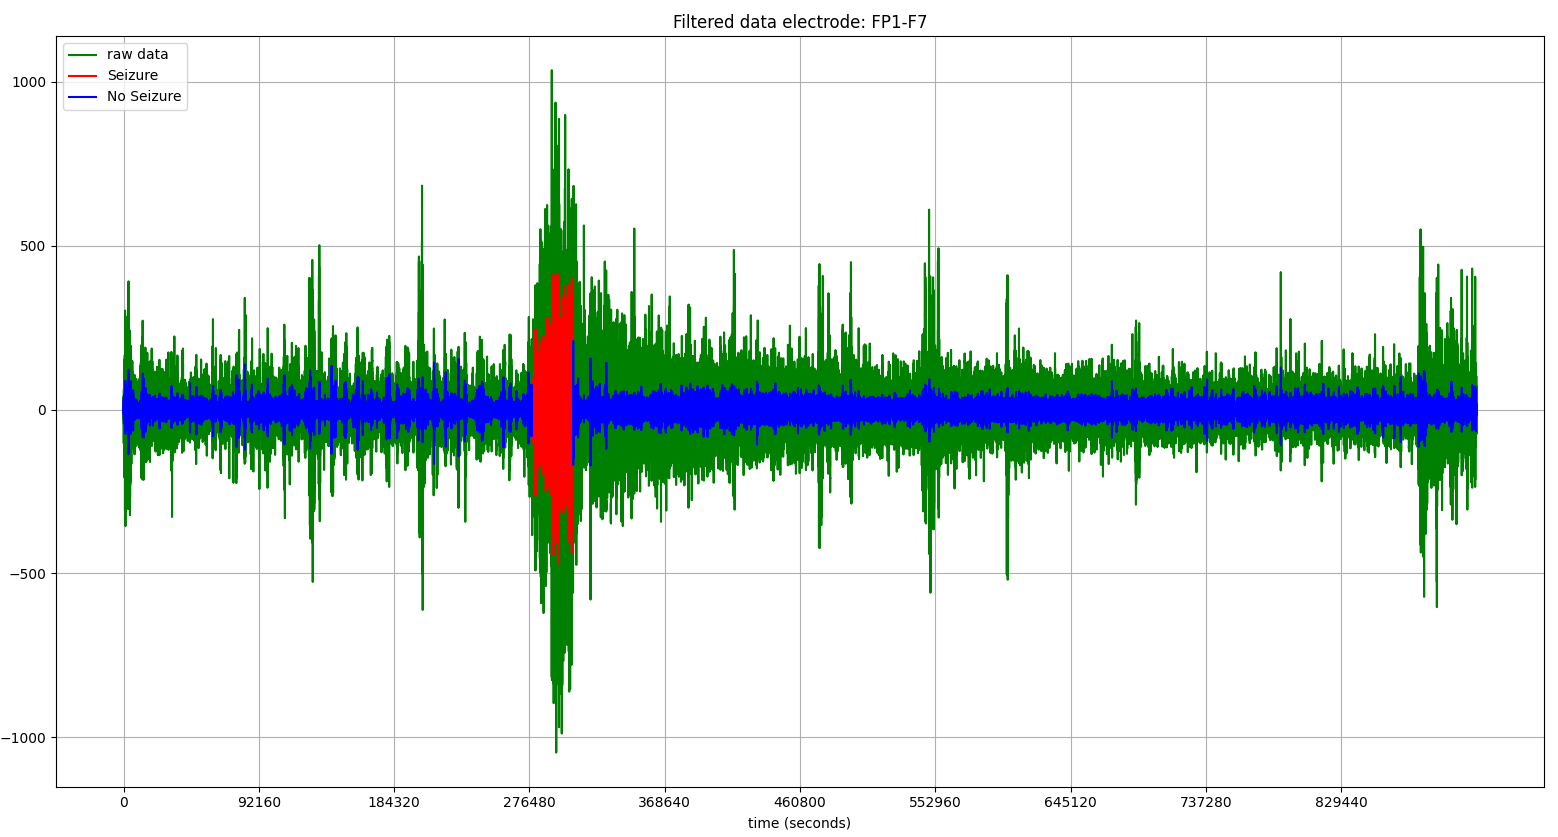 Filtered data electrode: FP1-F7
raw data
Seizure
No Seizure
1000
500
0
−500
−1000
0 92160 184320 276480 368640 460800 552960 645120 737280 829440
time (seconds)